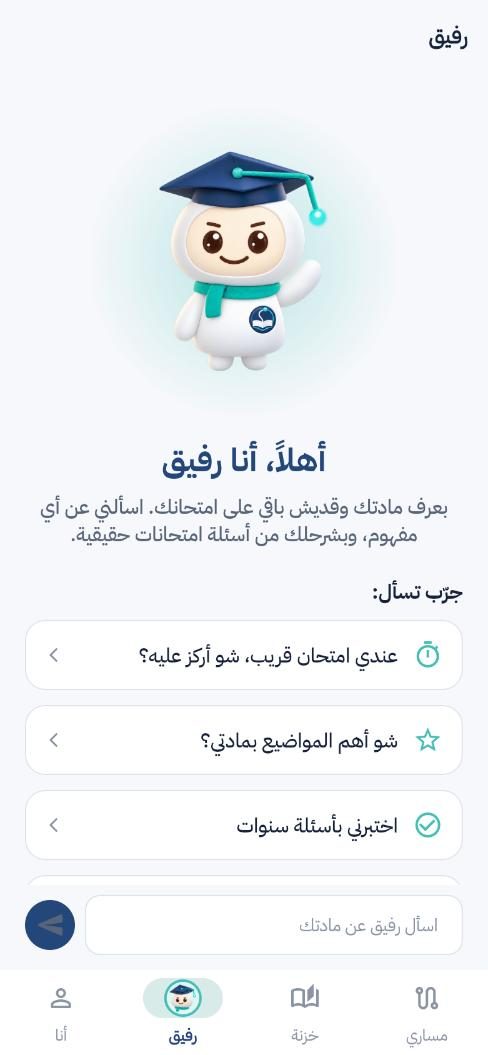 رفيق
أهلاً، أنا رفيق
بعرف مادتك وقديش باقي على امتحانك. اسألني عن أي
مفهوم، وبشرحلك من أسئلة امتحانات حقيقية.
جرّب تسأل:
عندي امتحان قريب، شو أركز عليه؟
شو أهم المواضيع بمادتي؟
اختبرني بأسئلة سنوات
اسأل رفيق عن مادتك
مساري
خزنة
رفيق
أنا